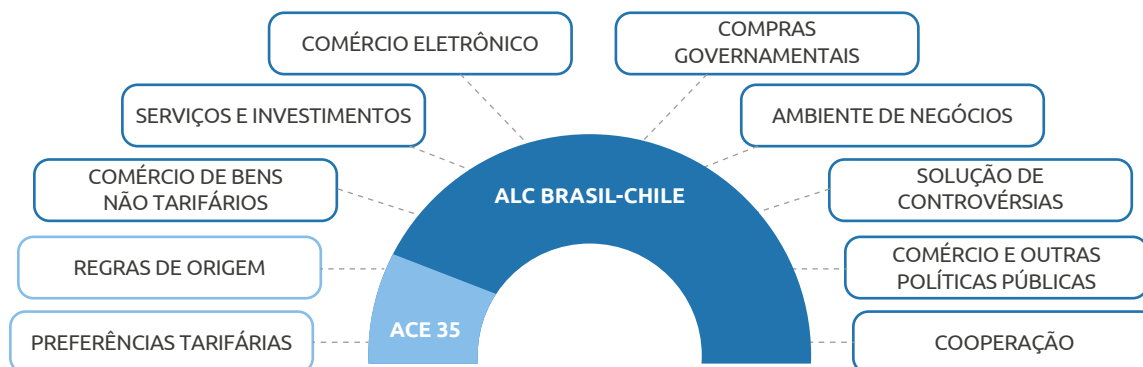 COMÉRCIO ELETRÔNICO
COMPRAS
GOVERNAMENTAIS
SERVIÇOS E INVESTIMENTOS
AMBIENTE DE NEGÓCIOS
COMÉRCIO DE BENS
NÃO TARIFÁRIOS
ALC BRASIL-CHILE
SOLUÇÃO DE
CONTROVÉRSIAS
REGRAS DE ORIGEM
COMÉRCIO E OUTRAS
POLÍTICAS PÚBLICAS
PREFERÊNCIAS TARIFÁRIAS
ACE 35
COOPERAÇÃO